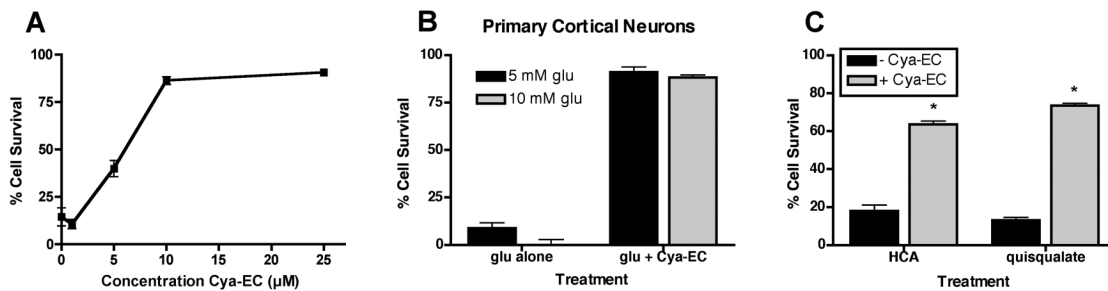 A
100
75
50
25
0
% Cell Survival
0 5 10 15 20 25
Concentration Cya-EC (µM)
B
Primary Cortical Neurons
100
75
50
25
0
% Cell Survival
5 mM glu
10 mM glu
glu alone glu + Cya-EC
Treatment
C
100
80
60
40
20
0
% Cell Survival
- Cya-EC
+ Cya-EC
*
*
HCA quisqualate
Treatment